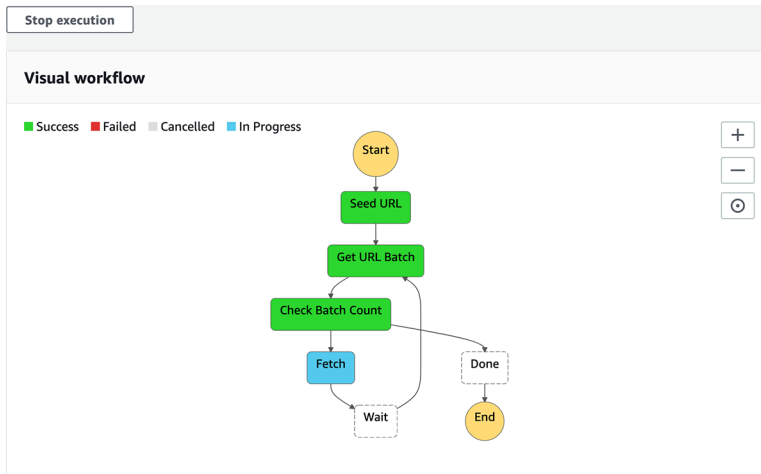 Stop execution
Visual workflow
Success Failed Cancelled In Progress
Start
Seed URL
Get URL Batch
Check Batch Count
Fetch
Done
Wait
End